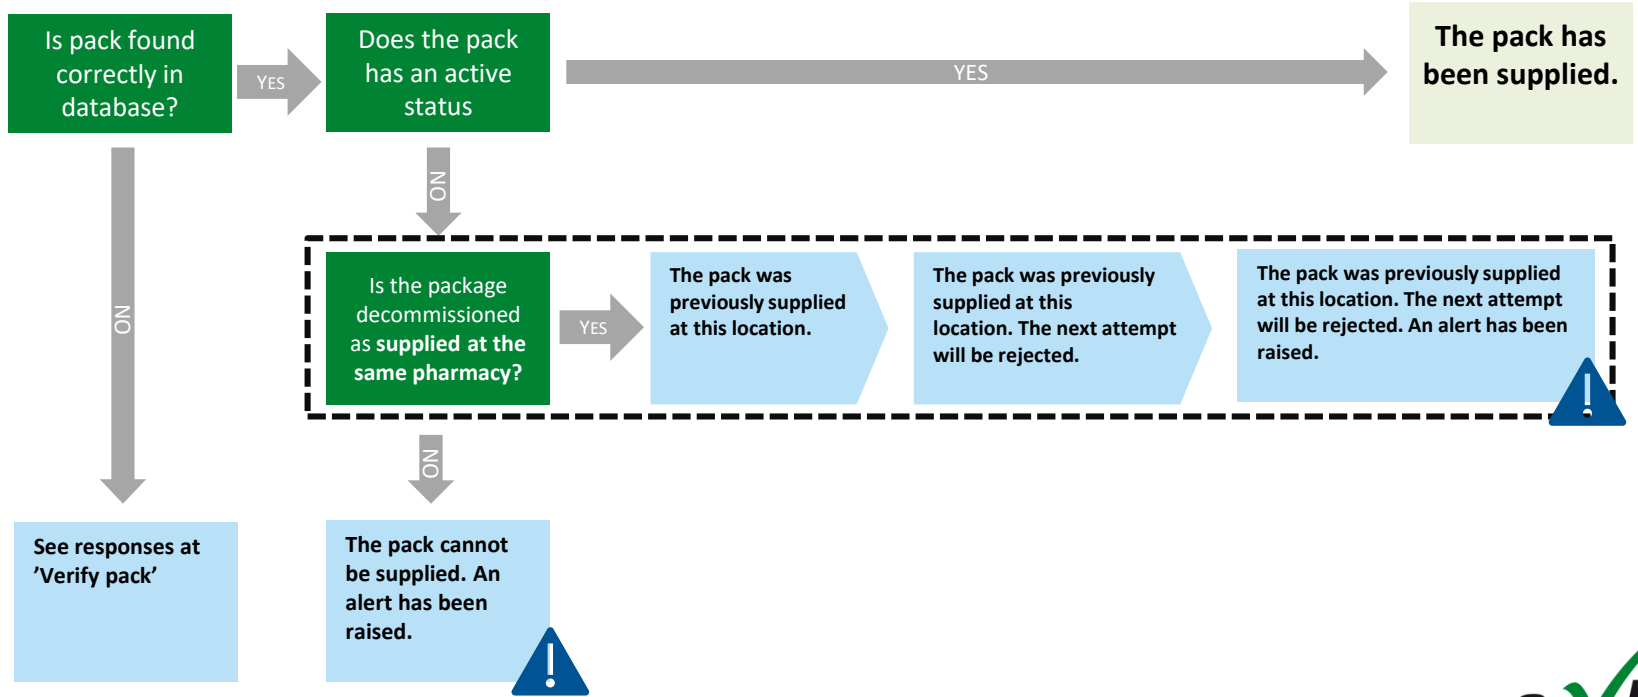 Is pack found
correctly in
database?
YES
Does the pack
has an active
status
YES
The pack has
been supplied.
NO
NO
Is the package
decommissioned
as supplied at the
same pharmacy?
YES
The pack was
previously supplied
at this location.
The pack was previously
supplied at this
location. The next attempt
will be rejected.
The pack was previously supplied
at this location. The next attempt
will be rejected. An alert has been
raised.
NO
See responses at
’Verify pack’
The pack cannot
be supplied. An
alert has been
raised.